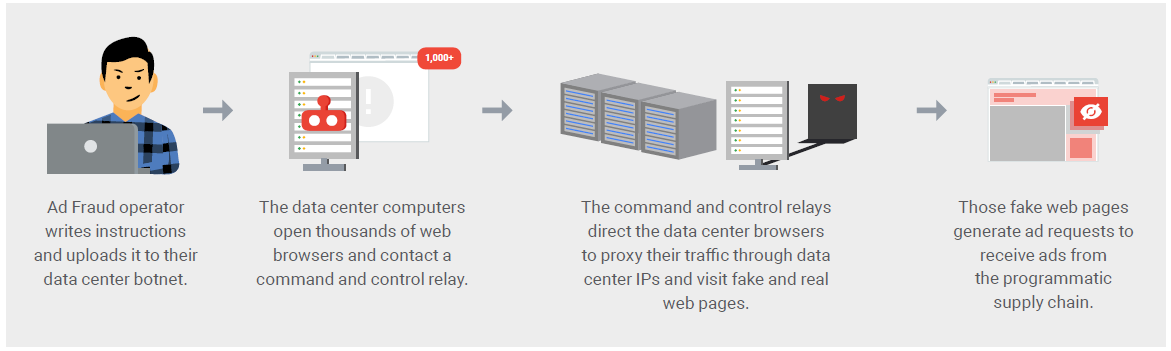 1,000+
Ad Fraud operator
writes instructions
and uploads it to their
data center botnet.
The data center computers
open thousands of web
browsers and contact a
command and control relay.
The command and control relays
direct the data center browsers
to proxy their traffic through data
center IPs and visit fake and real
web pages.
Those fake web pages
generate ad requests to
receive ads from
the programmatic
supply chain.